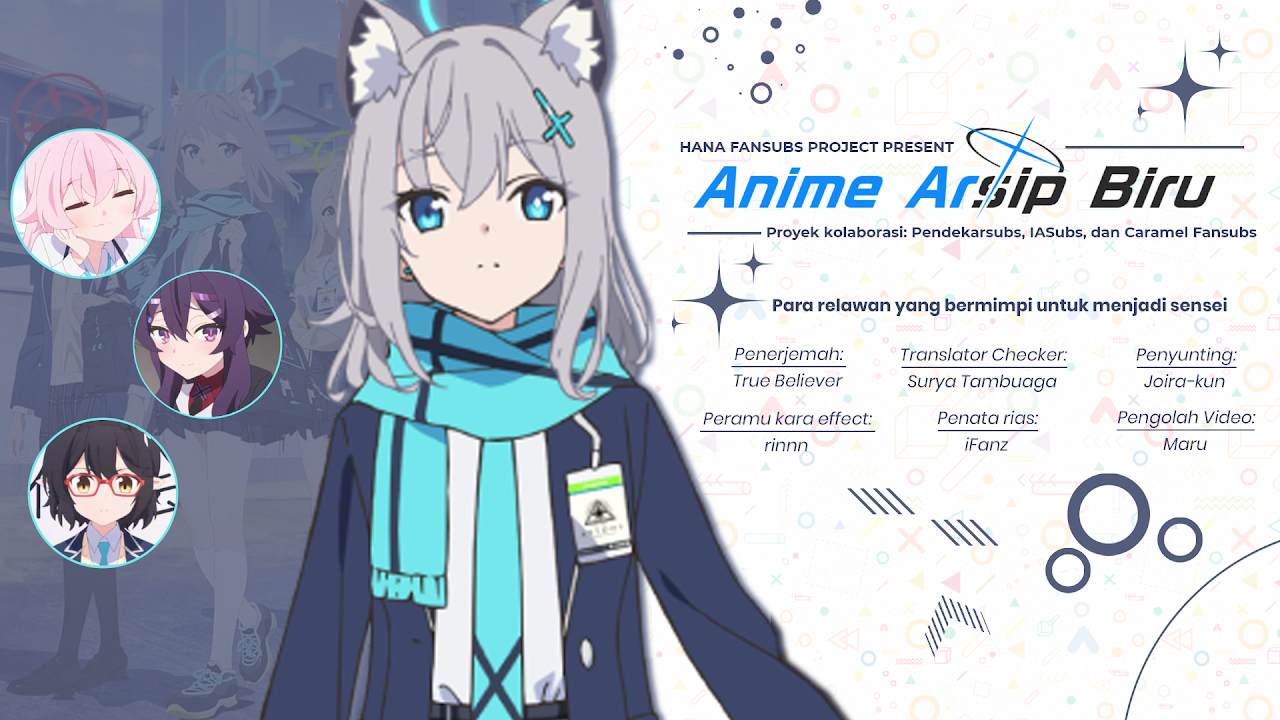 HANA FANSUBS PROJECT PRESENT
Anime Arsip Biru
Proyek kolaborasi: Pendekarsubs, IASubs, dan Caramel Fansubs
Para relawan yang bermimpi untuk menjadi sensei
Penerjemah:
True Believer
Translator Checker:
Surya Tambuaga
Penyunting:
Joira-kun
Peramu kara effect:
rinnn
Penata rias:
iFanz
Pengolah Video:
Maru